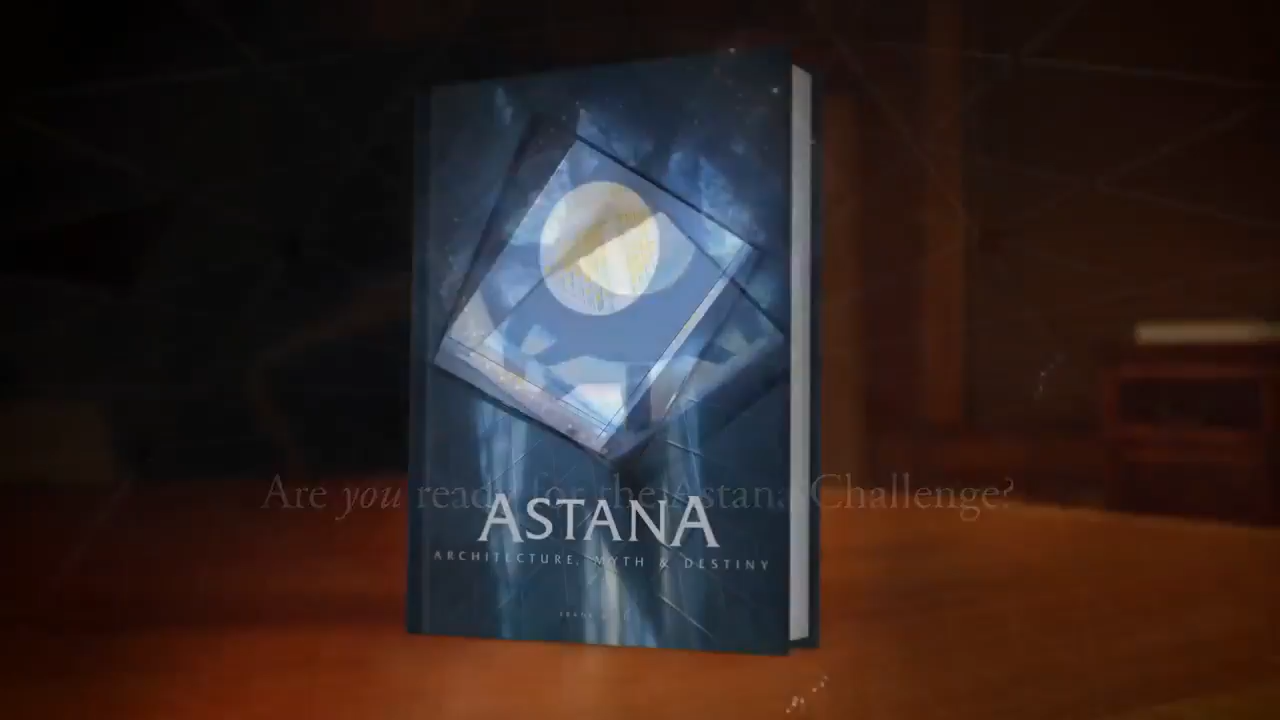 Are you ready for the Astana Challenge?
ASTANA
ARCHITECTURE, MYTH & DESTINY